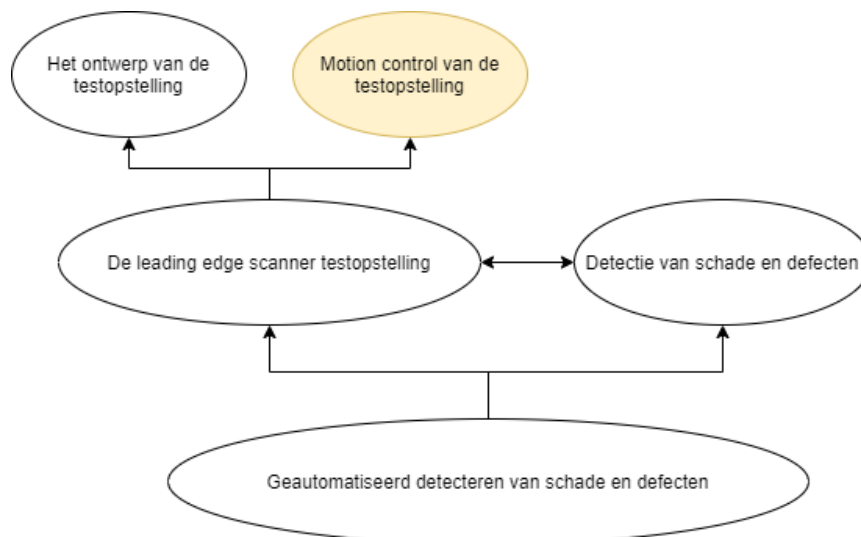 Het ontwerp van de
testopstelling
Motion control van de
testopstelling
De leading edge scanner testopstelling
Detectie van schade en defecten
Geautomatiseerd detecteren van schade en defecten